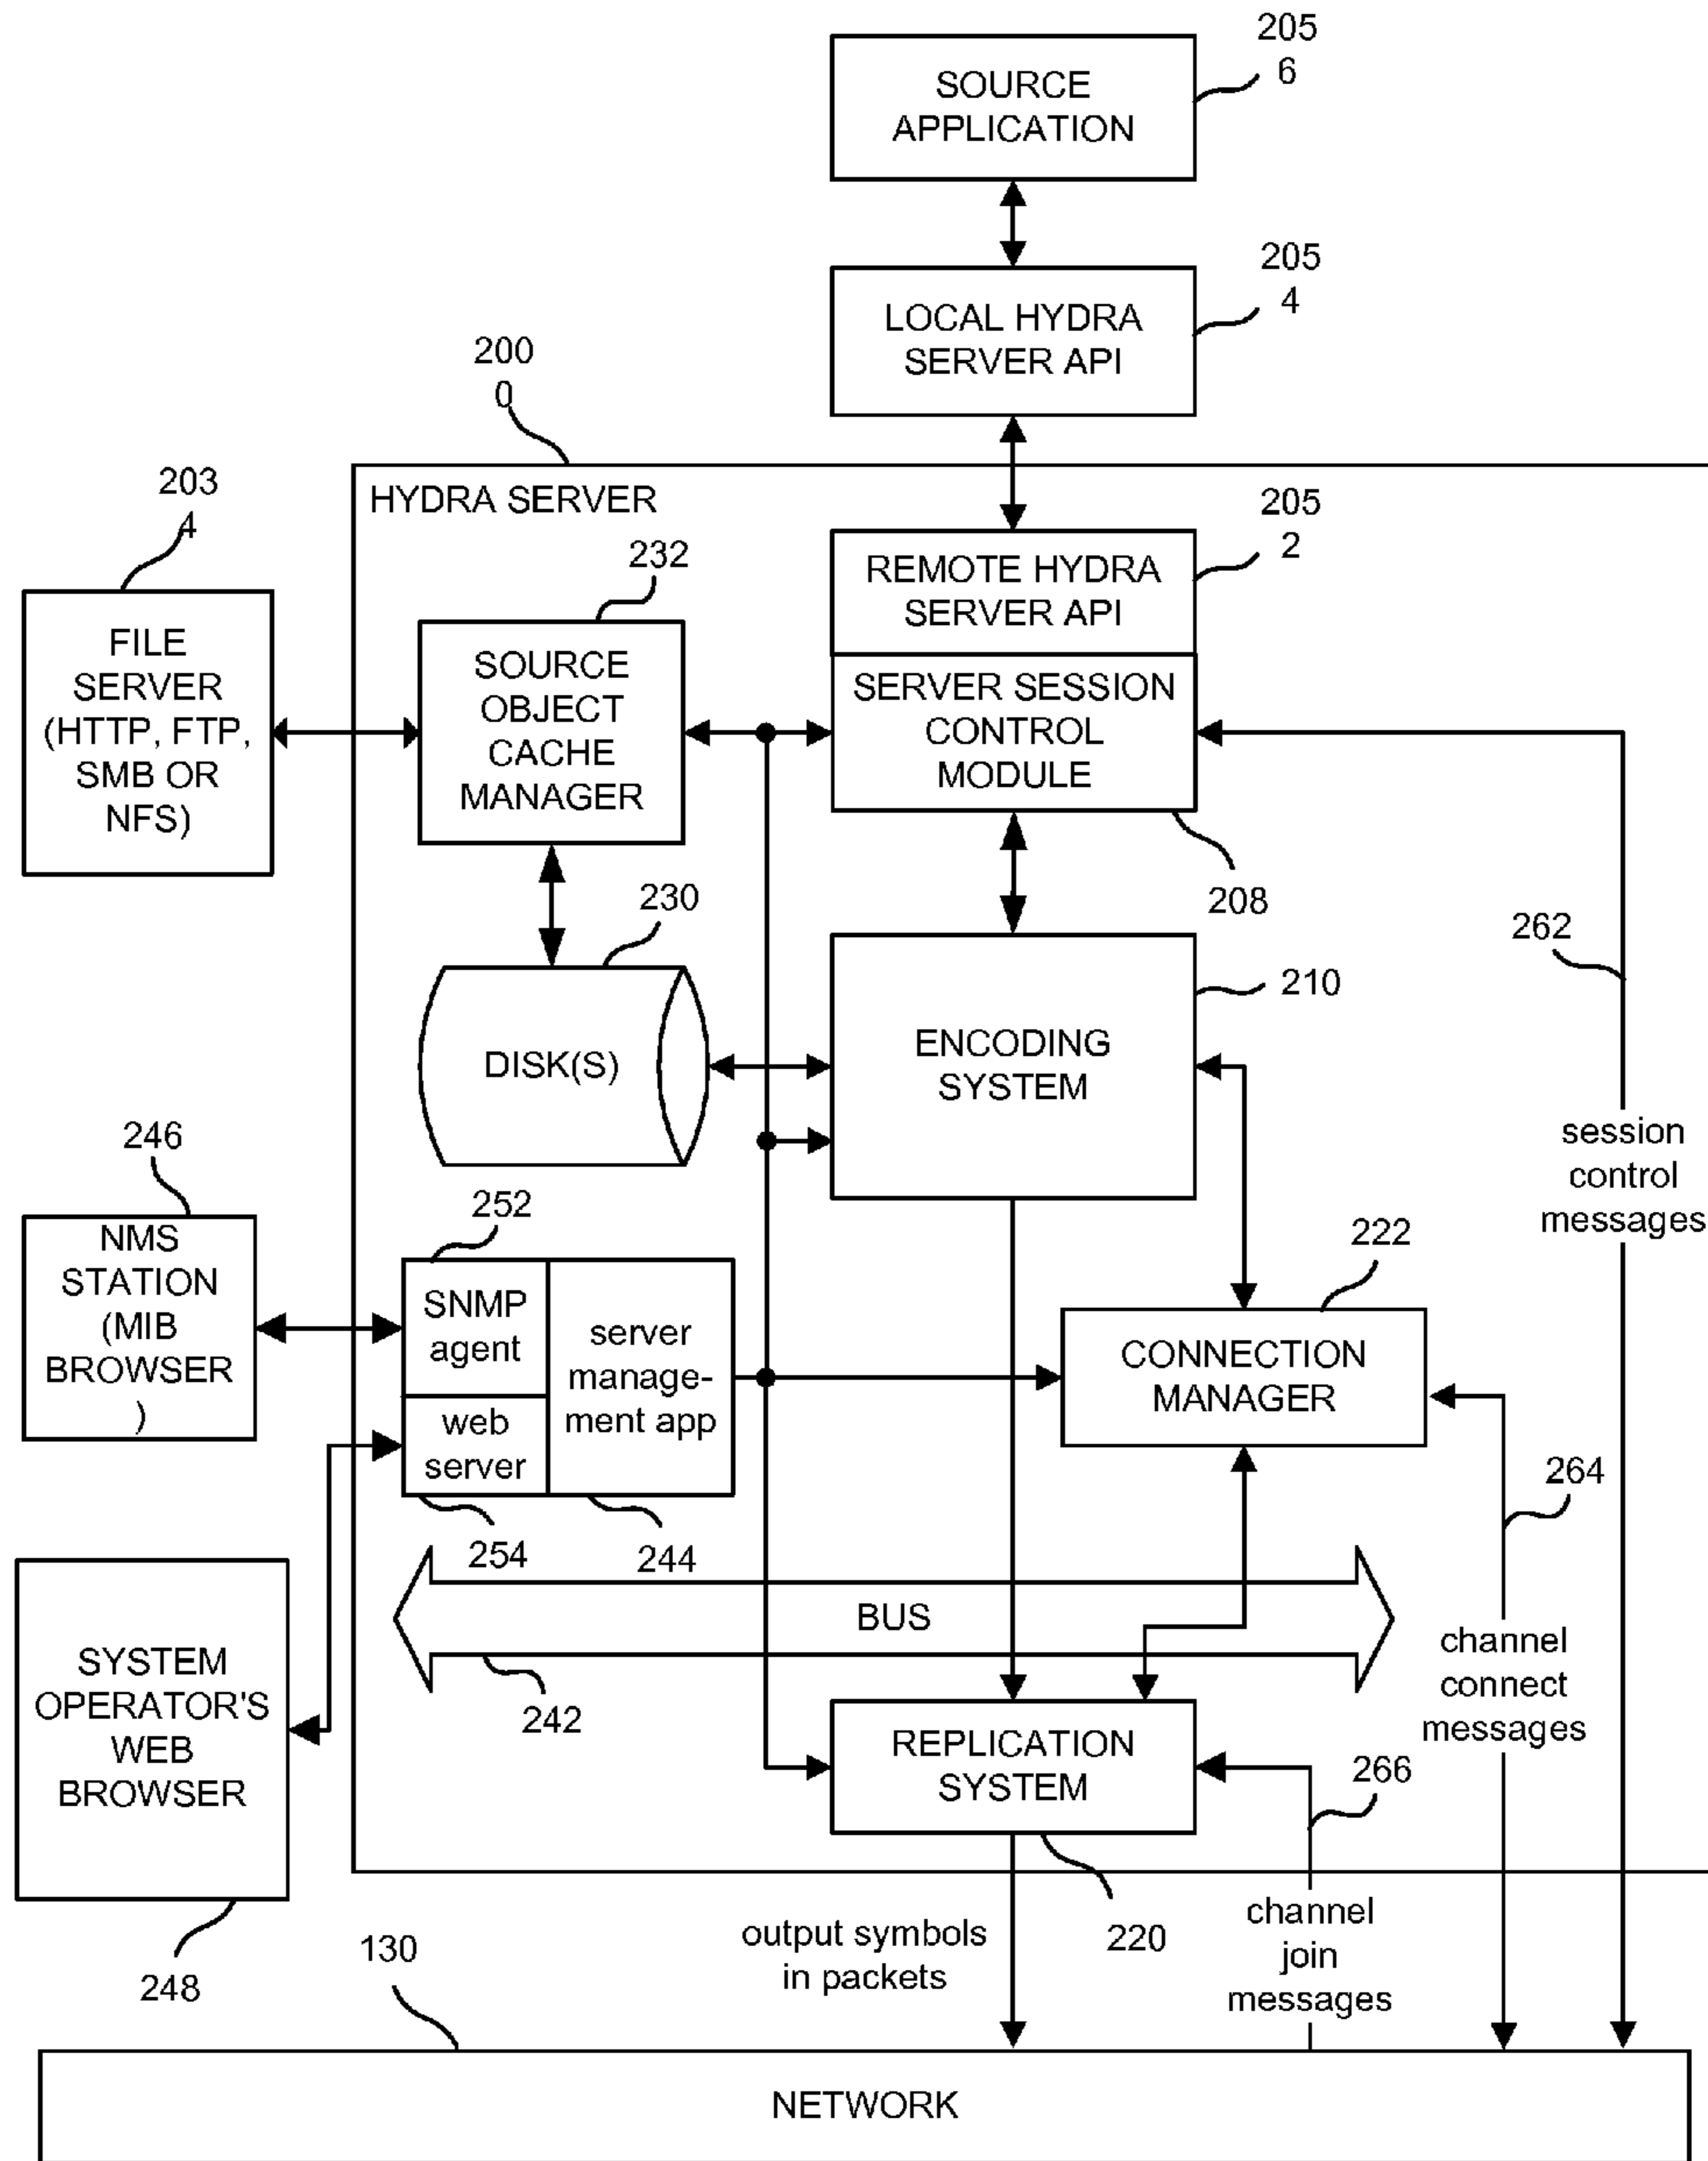 205
6
SOURCE
APPLICATION
205
4
LOCAL HYDRA
SERVER API
200
0
203
4
HYDRA SERVER
205
2
232
REMOTE HYDRA
SERVER API
FILE
SERVER
(HTTP, FTP,
SMB OR
NFS)
SOURCE
OBJECT
CACHE
MANAGER
SERVER SESSION
CONTROL
MODULE
230
208
262
210
ENCODING
SYSTEM
DISK(S)
246
session
control
messages
252
222
NMS
STATION
(MIB
BROWSER
)
SNMP
agent
server
manage-
ment app
CONNECTION
MANAGER
web
server
264
254
244
BUS
SYSTEM
OPERATOR'S
WEB
BROWSER
channel
connect
messages
242
REPLICATION
SYSTEM
266
output symbols
in packets
220
channel
join
messages
130
248
NETWORK